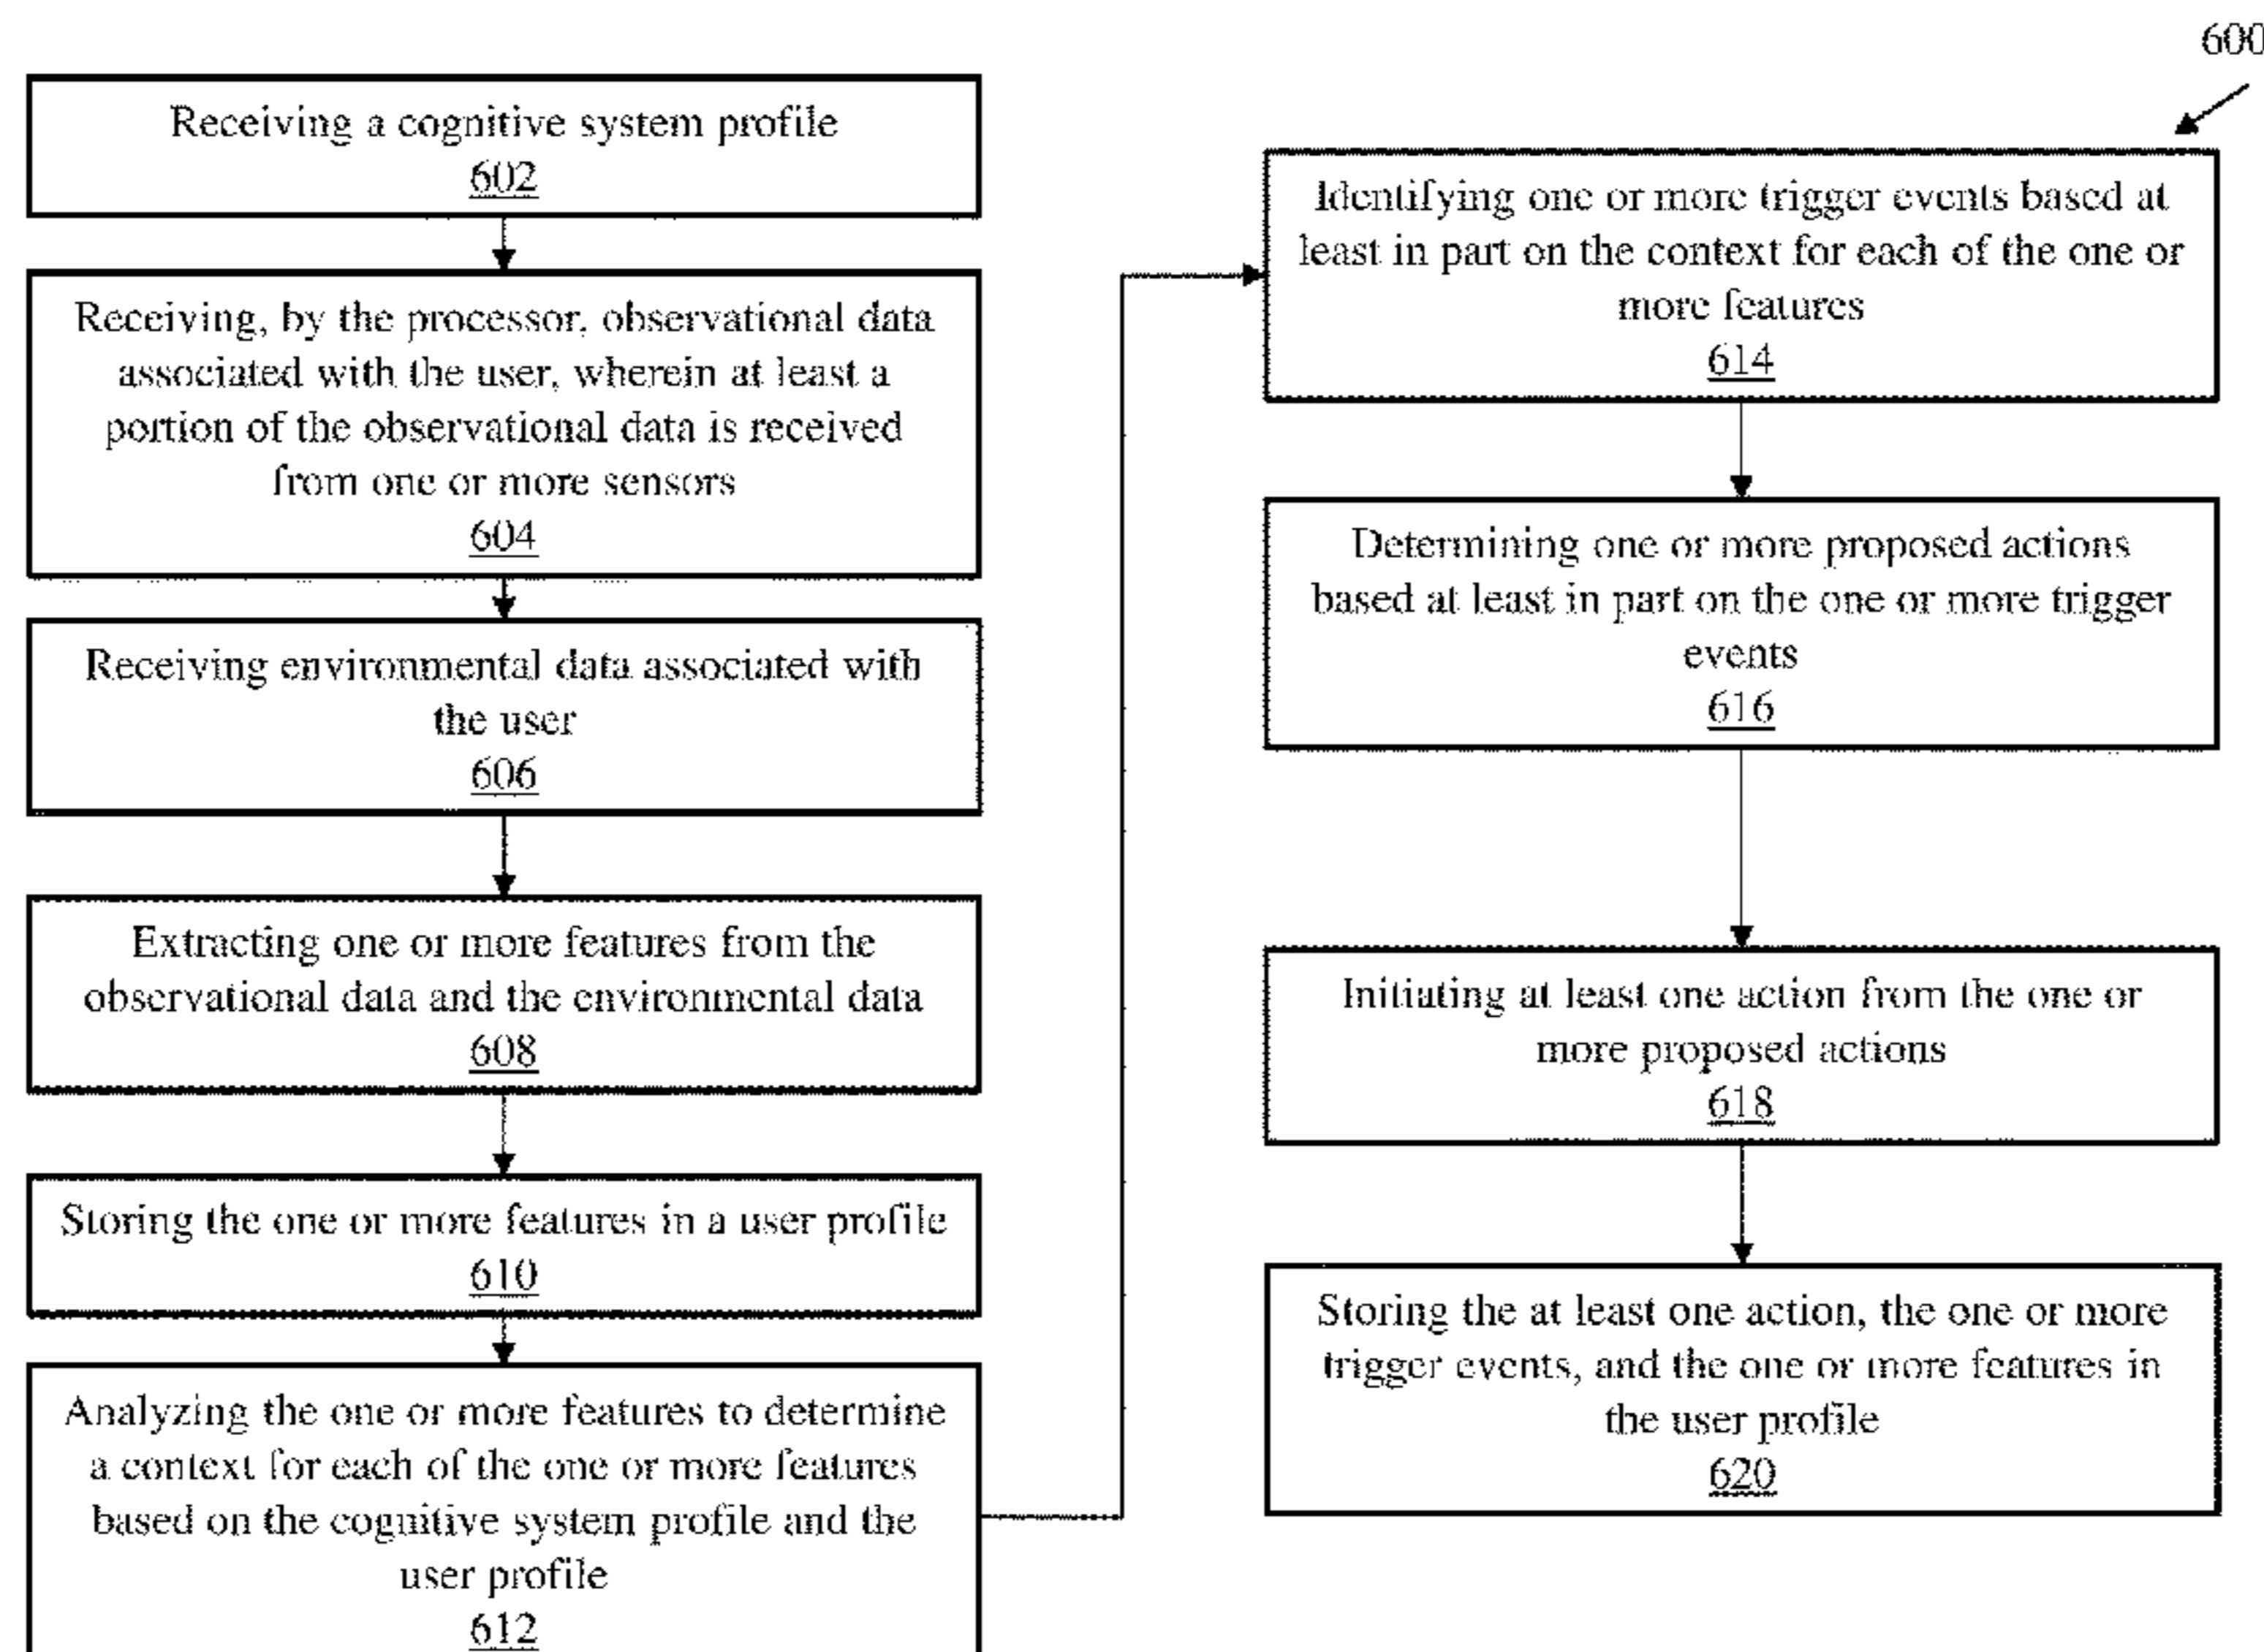 600
Receiving a cognitive system profile
602
Receiving, by the processor, observational data
associated with the user, wherein at least a
portion of the observational data is received
from one or more sensors
604
Receiving environmental data associated with
the user
606
Extracting one or more features from the
observational data and the environmental data
608
Storing the one or more features in a user profile
610
Analyzing the one or more features to determine
a context for each of the one or more features
based on the cognitive system profile and the
user profile
612
Identifying one or more trigger events based at
least in part on the context for each of the one or
more features
614
Determining one or more proposed actions
based at least in part on the one or more trigger
events
616
Initiating at least one action from the one or
more proposed actions
618
Storing the at least one action, the one or more
trigger events, and the one or more features in
the user profile
620